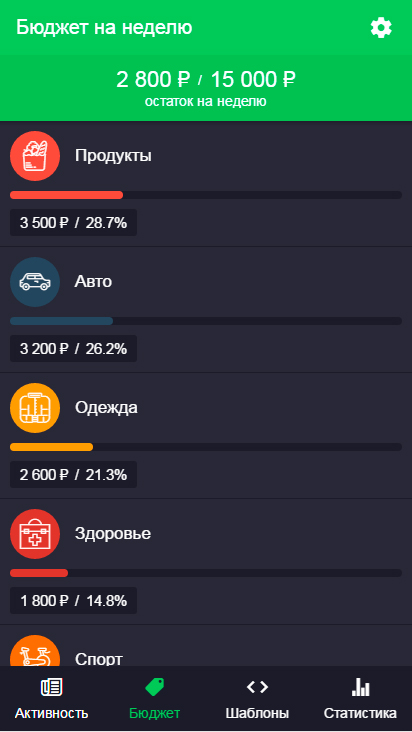 Бюджет на неделю
2 800 ₽ / 15 000 ₽
остаток на неделю
Продукты
3 500 ₽ / 28.7%
Авто
3 200 ₽ / 26.2%
Одежда
2 600 ₽ / 21.3%
Здоровье
1 800 ₽ / 14.8%
Спорт
Активность Бюджет Шаблоны Статистика